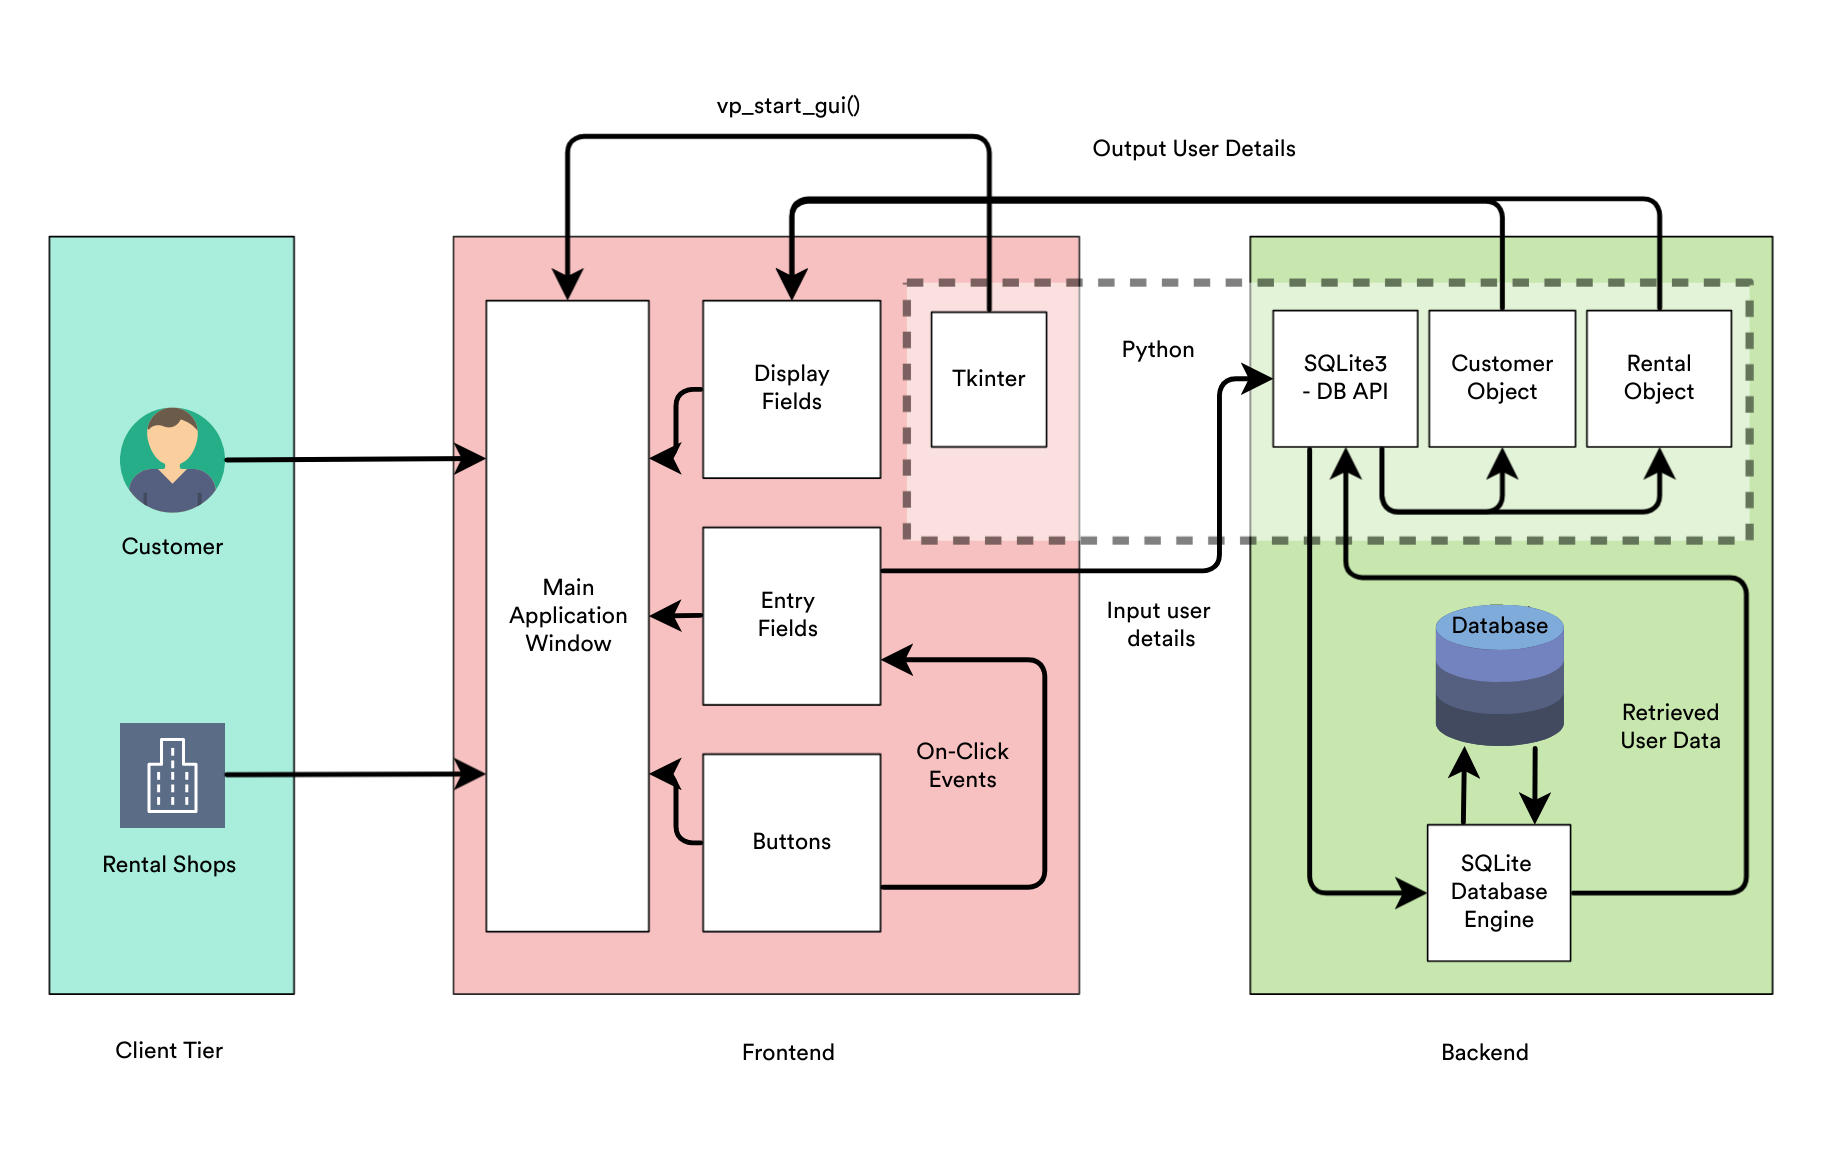 vp_start_gui()
Output User Details
Customer
Rental Shops
Client Tier
Main
Application
Window
Display
Fields
Entry
Fields
Buttons
On-Click
Events
Tkinter
Frontend
Python
Input user
details
SQLite3
- DB API
Customer
Object
Rental
Object
Database
Retrieved
User Data
SQLite
Database
Engine
Backend